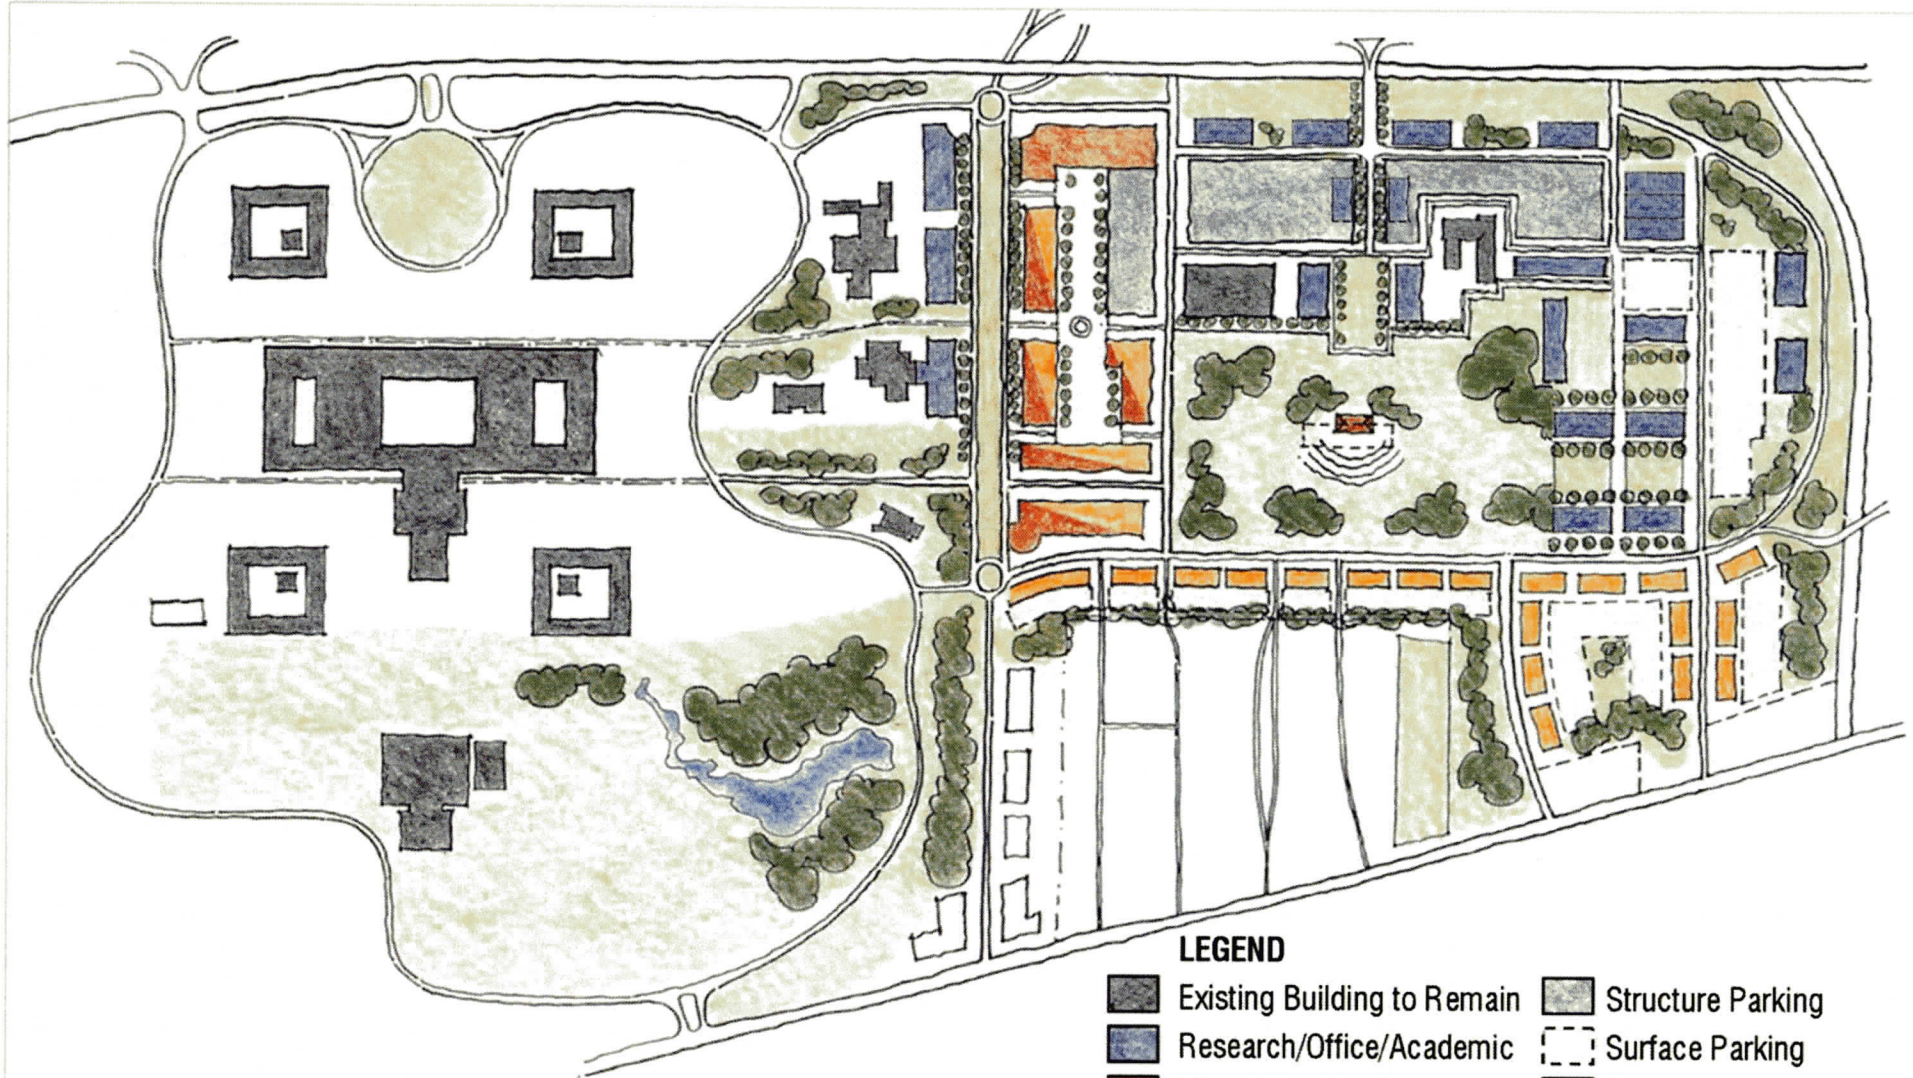 LEGEND
Existing Building to Remain
Structure Parking
Research/Office/Academic
Surface Parking